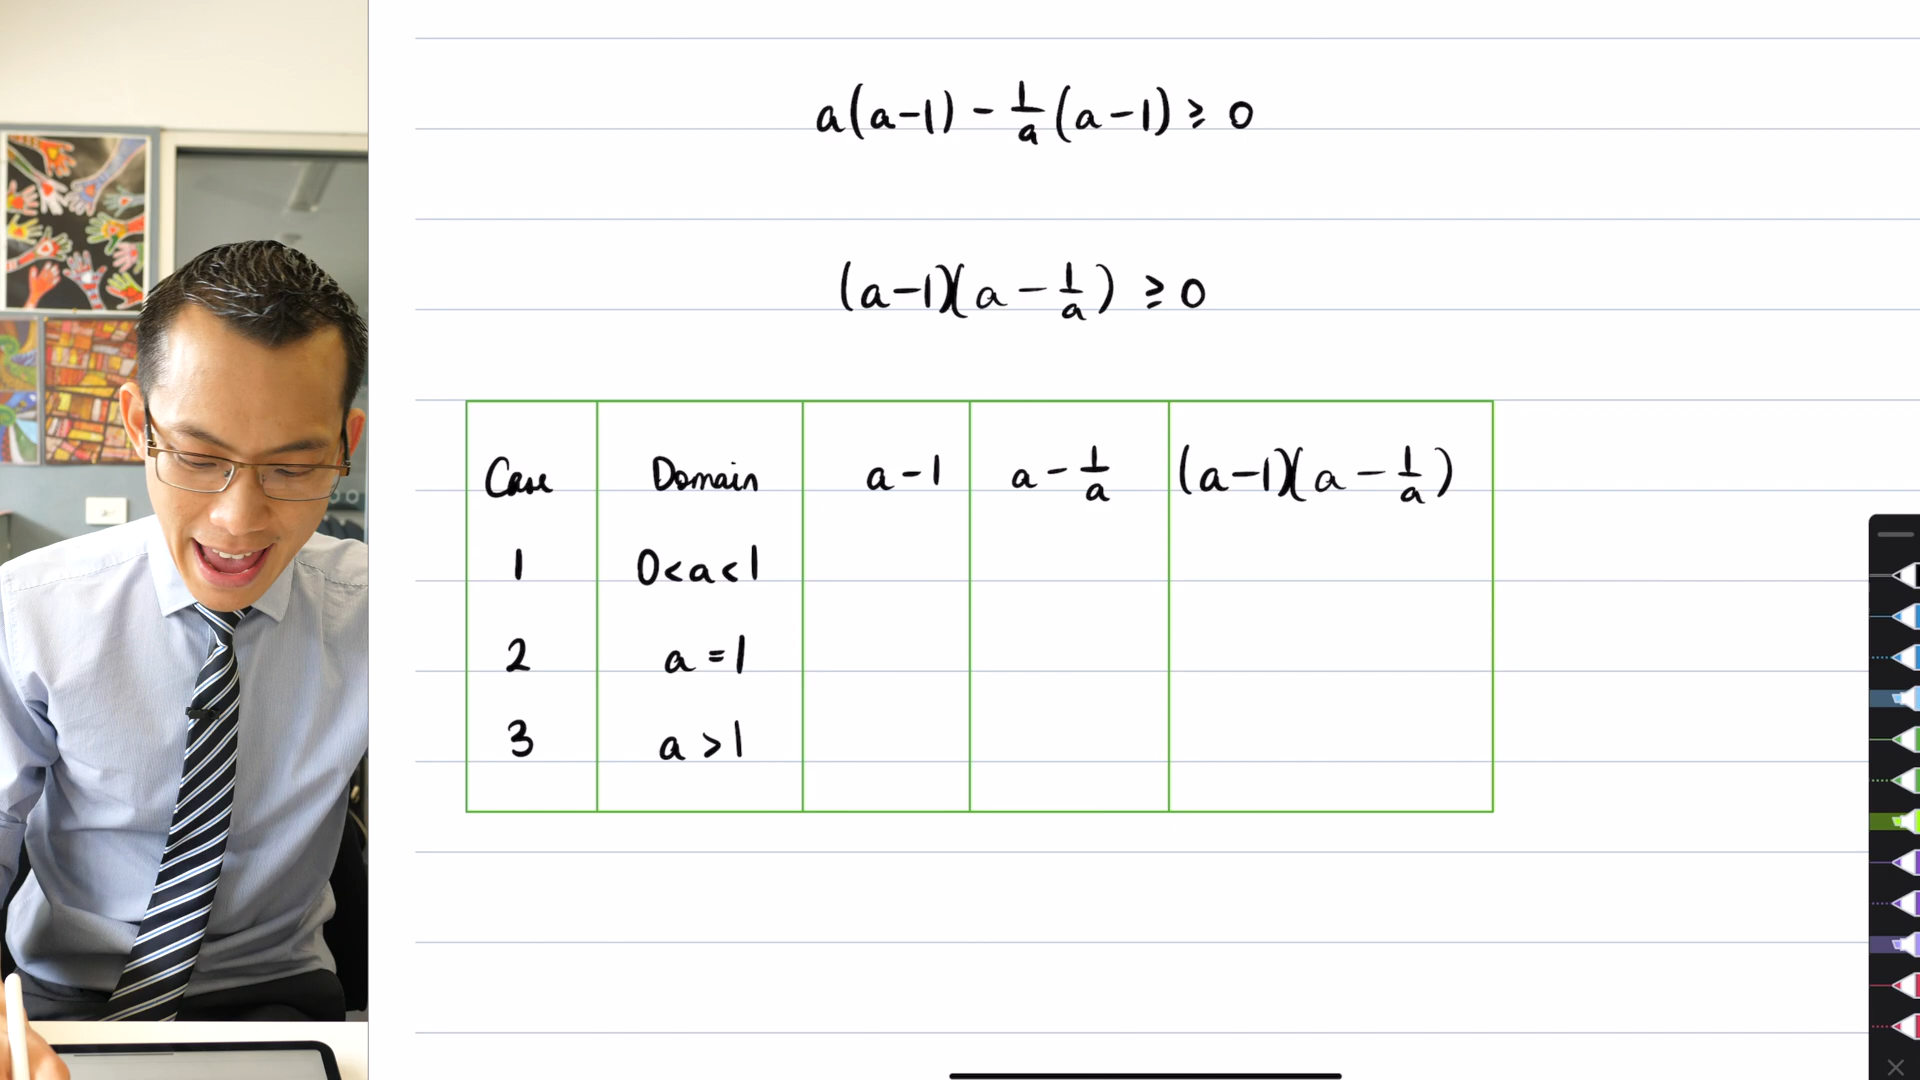 a(a-1) - 1/a (a-1) ≥ 0
(a-1)(a - 1/a) ≥ 0
Case Domain a-1 a - 1/a (a-1)(a - 1/a)
1 0<a<1
2 a = 1
3 a > 1